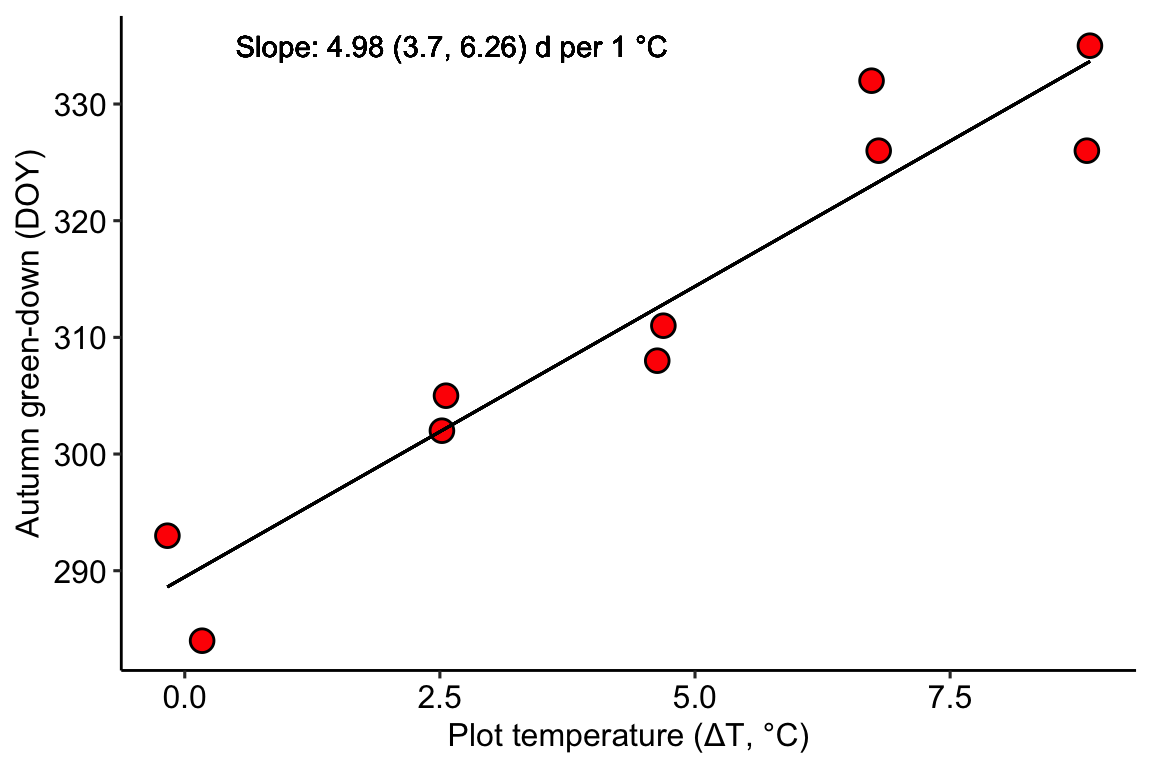 Slope: 4.98 (3.7, 6.26) d per 1 °C
Autumn green-down (DOY)
330
320
310
300
290
0.0 2.5 5.0 7.5
Plot temperature (ΔT, °C)